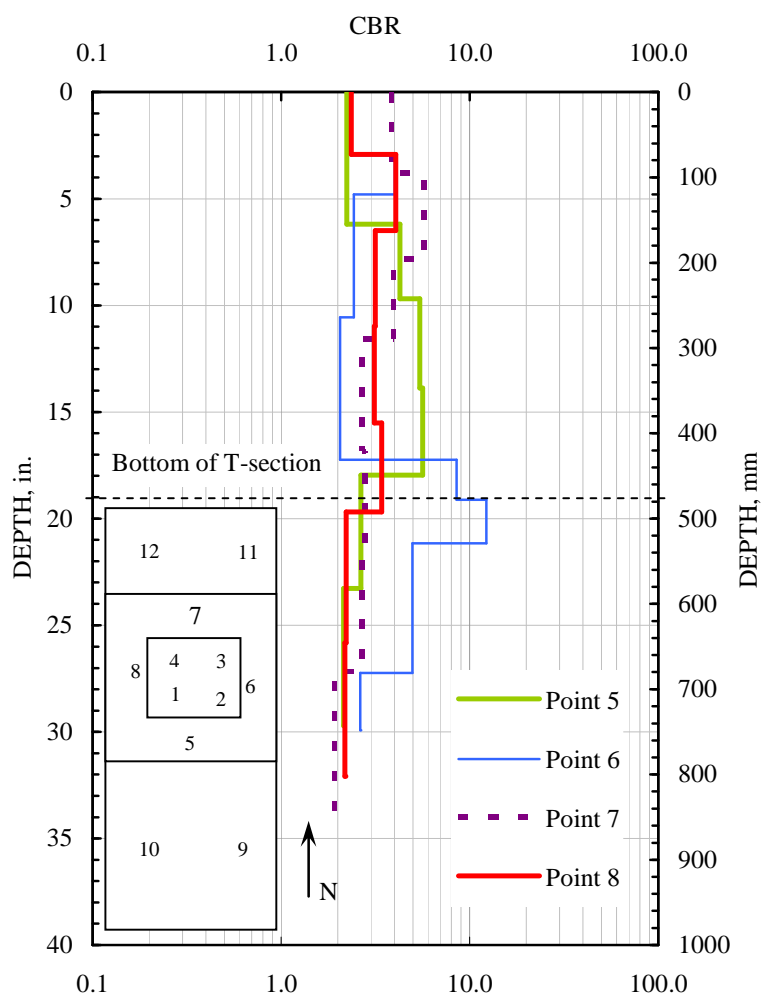 CBR
0.1 1.0 10.0 100.0
0 0
5 100
10 200
15 300
20 400
25 500
30 600
35 700
40 800
900
1000
DEPTH, in.
DEPTH, mm
Bottom of T-section
12 11
7
8 4 3 6
1 2
5
10 9
N
Point 5
Point 6
Point 7
Point 8
0.1 1.0 10.0 100.0